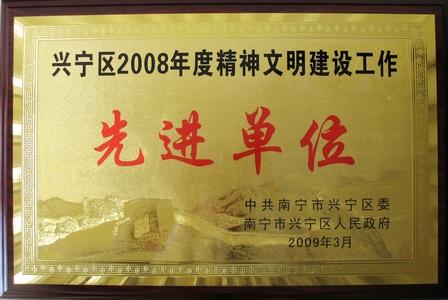 兴宁区2008年度精神文明建设工作
先进单位
中共南宁市兴宁区委
南宁市兴宁区人民政府
2009年3月